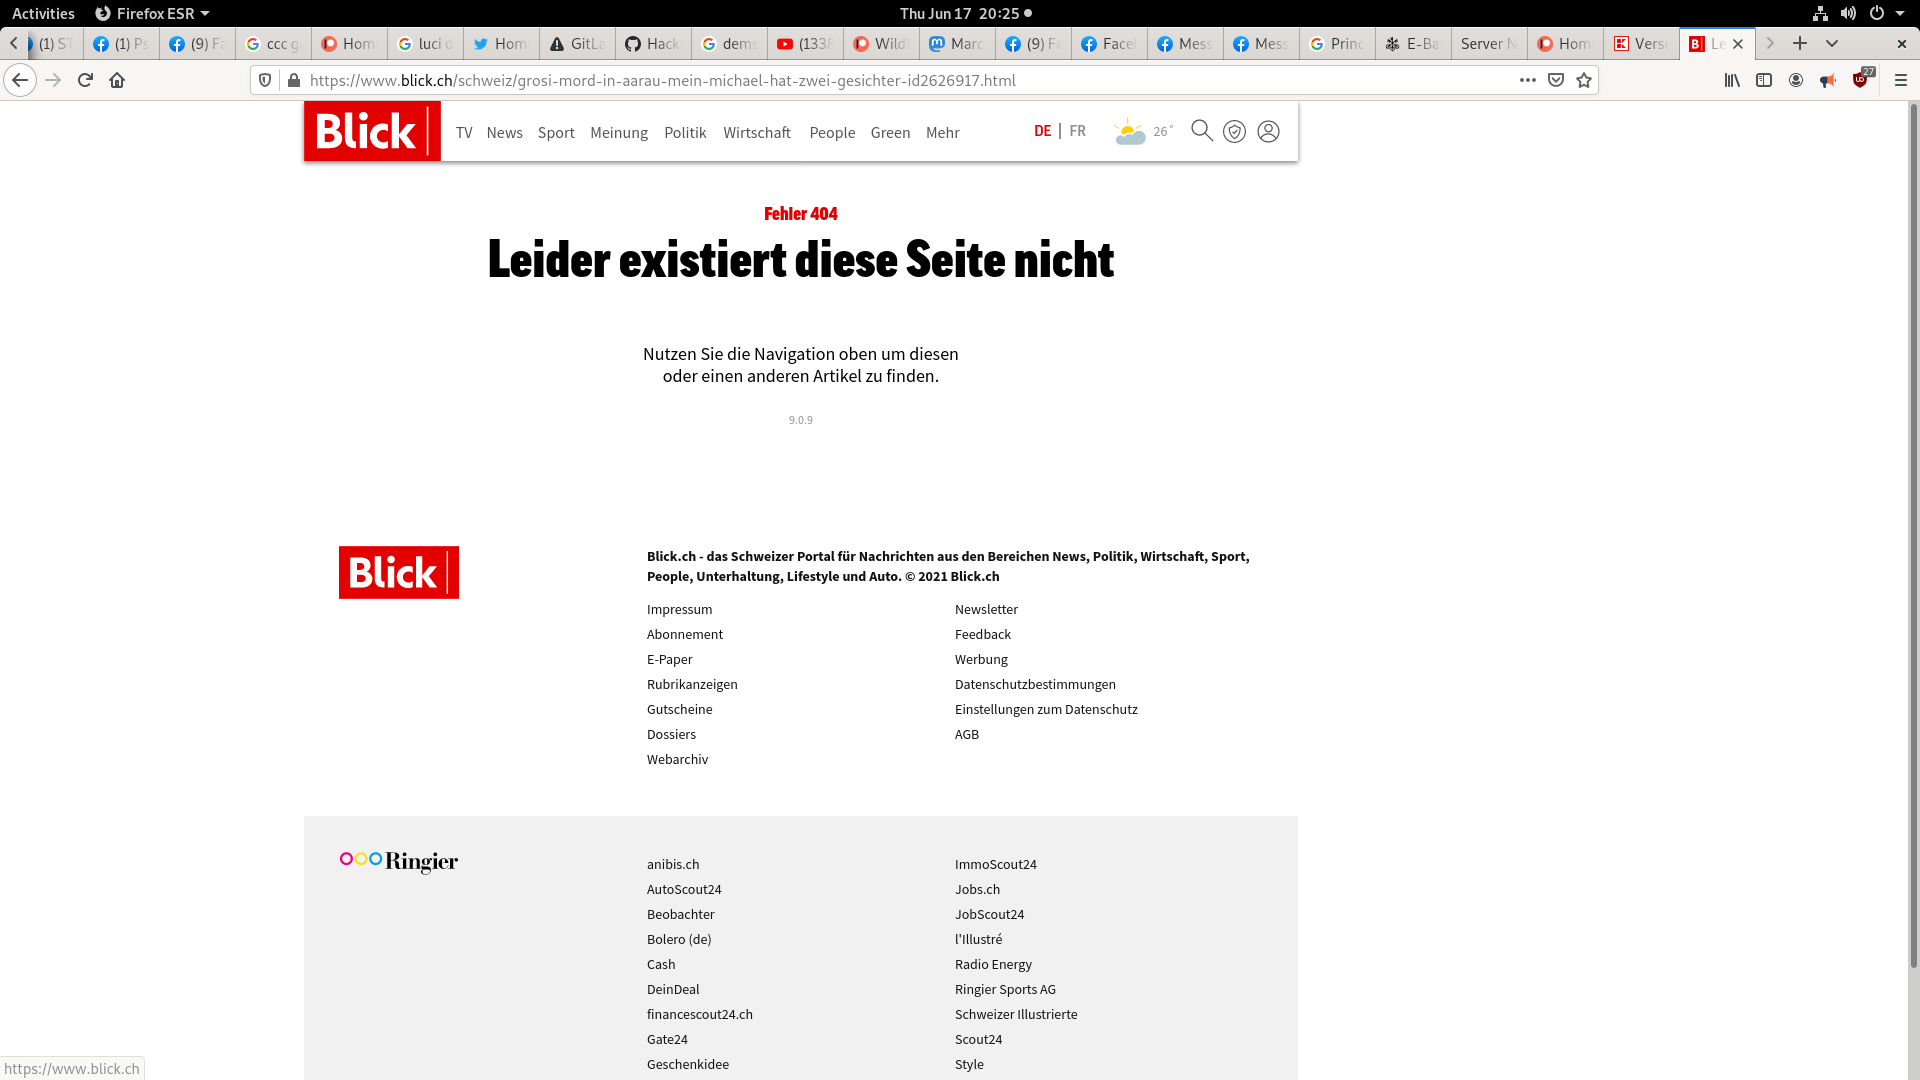 Activities Firefox ESR Thu Jun 17 20:25
(1) ST (1) Ps (9) Fa ccc g Hom luci d Hom GitLa Hack dems (1338 Wild Marc (9) Fa Face Mess Mess Princ E-Ba Server N Hom Vers Le
https://www.blick.ch/schweiz/grosi-mord-in-aarau-mein-michael-hat-zwei-gesichter-id2626917.html 27
Blick TV News Sport Meinung Politik Wirtschaft People Green Mehr DE | FR 26°
Fehler 404
Leider existiert diese Seite nicht
Nutzen Sie die Navigation oben um diesen
oder einen anderen Artikel zu finden.
9.0.9
Blick
Blick.ch - das Schweizer Portal für Nachrichten aus den Bereichen News, Politik, Wirtschaft, Sport,
People, Unterhaltung, Lifestyle und Auto. © 2021 Blick.ch
Impressum Newsletter
Abonnement Feedback
E-Paper Werbung
Rubrikanzeigen Datenschutzbestimmungen
Gutscheine Einstellungen zum Datenschutz
Dossiers AGB
Webarchiv
Ringier
anibis.ch ImmoScout24
AutoScout24 Jobs.ch
Beobachter JobScout24
Bolero (de) l'Illustré
Cash Radio Energy
DeinDeal Ringier Sports AG
financescout24.ch Schweizer Illustrierte
Gate24 Scout24
Geschenkidee Style
https://www.blick.ch